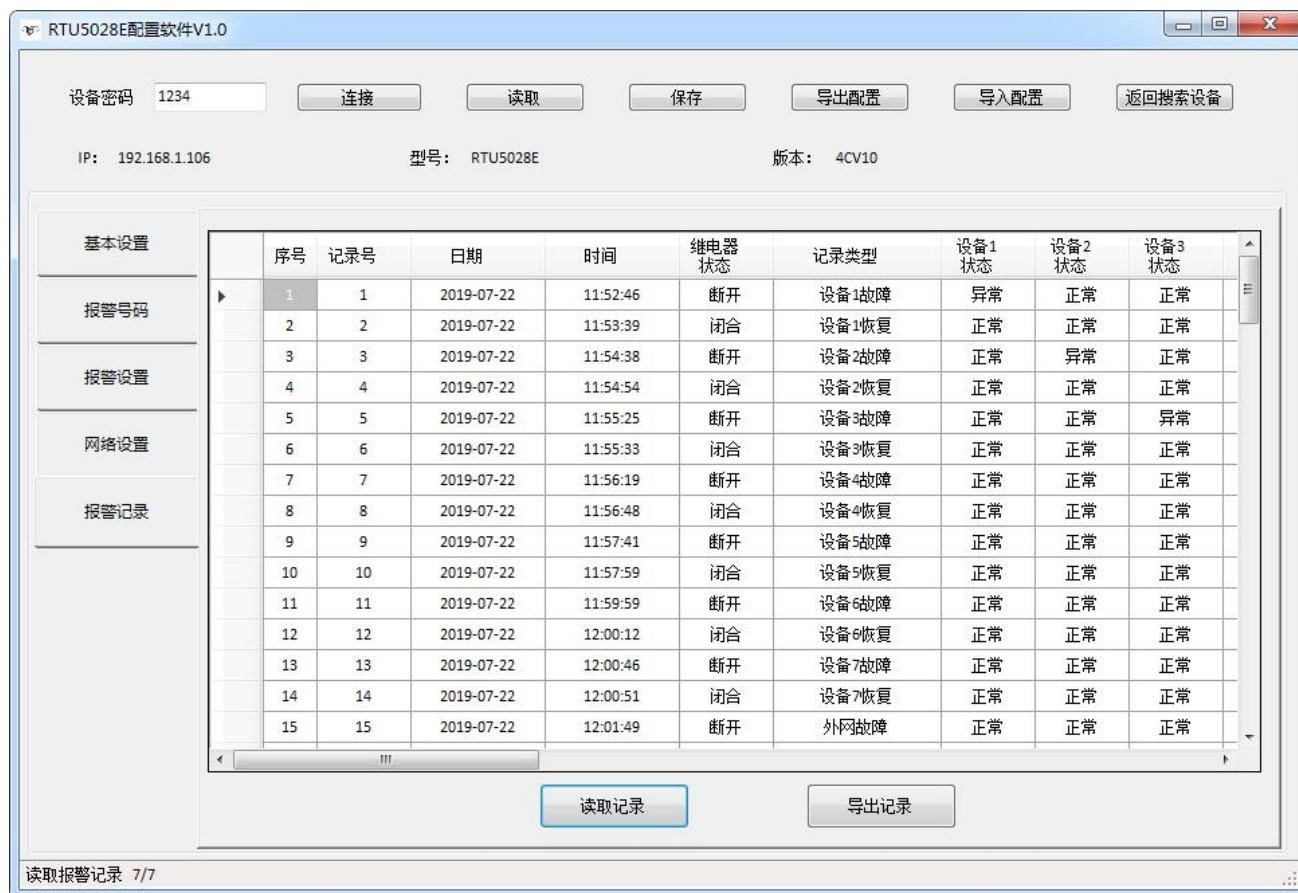 RTU5028E配置软件V1.0
设备密码 1234 连接 读取 保存 导出配置 导入配置 返回搜索设备
IP: 192.168.1.106 型号: RTU5028E 版本: 4CV10
基本设置
报警号码
报警设置
网络设置
报警记录
序号 记录号 日期 时间 继电器状态 记录类型 设备1状态 设备2状态 设备3状态
1 1 2019-07-22 11:52:46 断开 设备1故障 异常 正常 正常
2 2 2019-07-22 11:53:39 闭合 设备1恢复 正常 正常 正常
3 3 2019-07-22 11:54:38 断开 设备2故障 正常 异常 正常
4 4 2019-07-22 11:54:54 闭合 设备2恢复 正常 正常 正常
5 5 2019-07-22 11:55:25 断开 设备3故障 正常 正常 异常
6 6 2019-07-22 11:55:33 闭合 设备3恢复 正常 正常 正常
7 7 2019-07-22 11:56:19 断开 设备4故障 正常 正常 正常
8 8 2019-07-22 11:56:48 闭合 设备4恢复 正常 正常 正常
9 9 2019-07-22 11:57:41 断开 设备5故障 正常 正常 正常
10 10 2019-07-22 11:57:59 闭合 设备5恢复 正常 正常 正常
11 11 2019-07-22 11:59:59 断开 设备6故障 正常 正常 正常
12 12 2019-07-22 12:00:12 闭合 设备6恢复 正常 正常 正常
13 13 2019-07-22 12:00:46 断开 设备7故障 正常 正常 正常
14 14 2019-07-22 12:00:51 闭合 设备7恢复 正常 正常 正常
15 15 2019-07-22 12:01:49 断开 外网故障 正常 正常 正常
读取记录 导出记录
读取报警记录 7/7